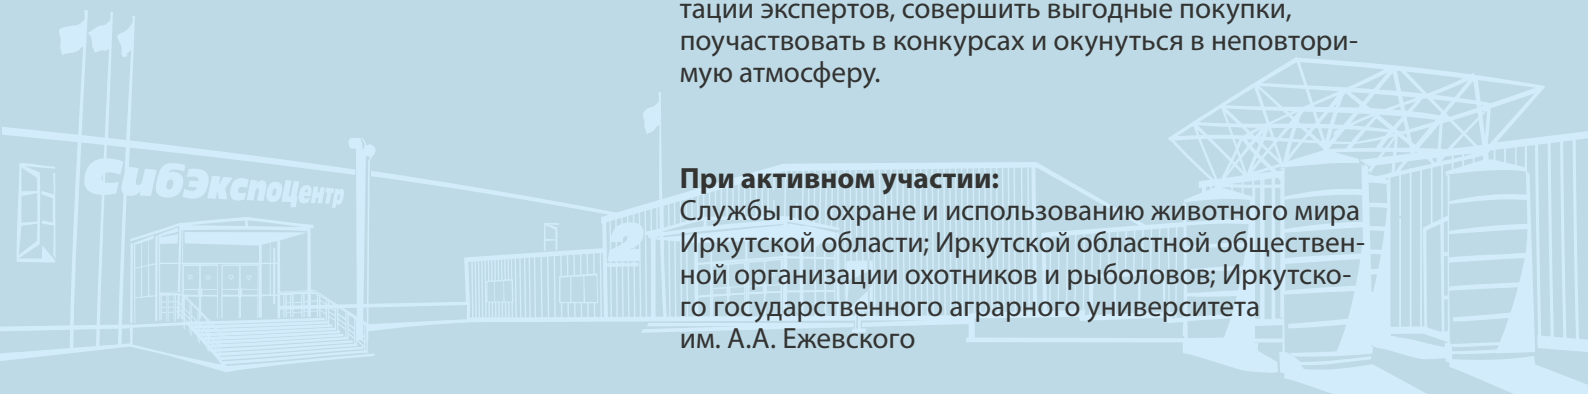 тации экспертов, совершить выгодные покупки,
поучаствовать в конкурсах и окунуться в неповтори-
мую атмосферу.
СибЭкспоЦентр
2
При активном участии:
Службы по охране и использованию животного мира
Иркутской области; Иркутской областной обществен-
ной организации охотников и рыболовов; Иркутско-
го государственного аграрного университета
им. А.А. Ежевского